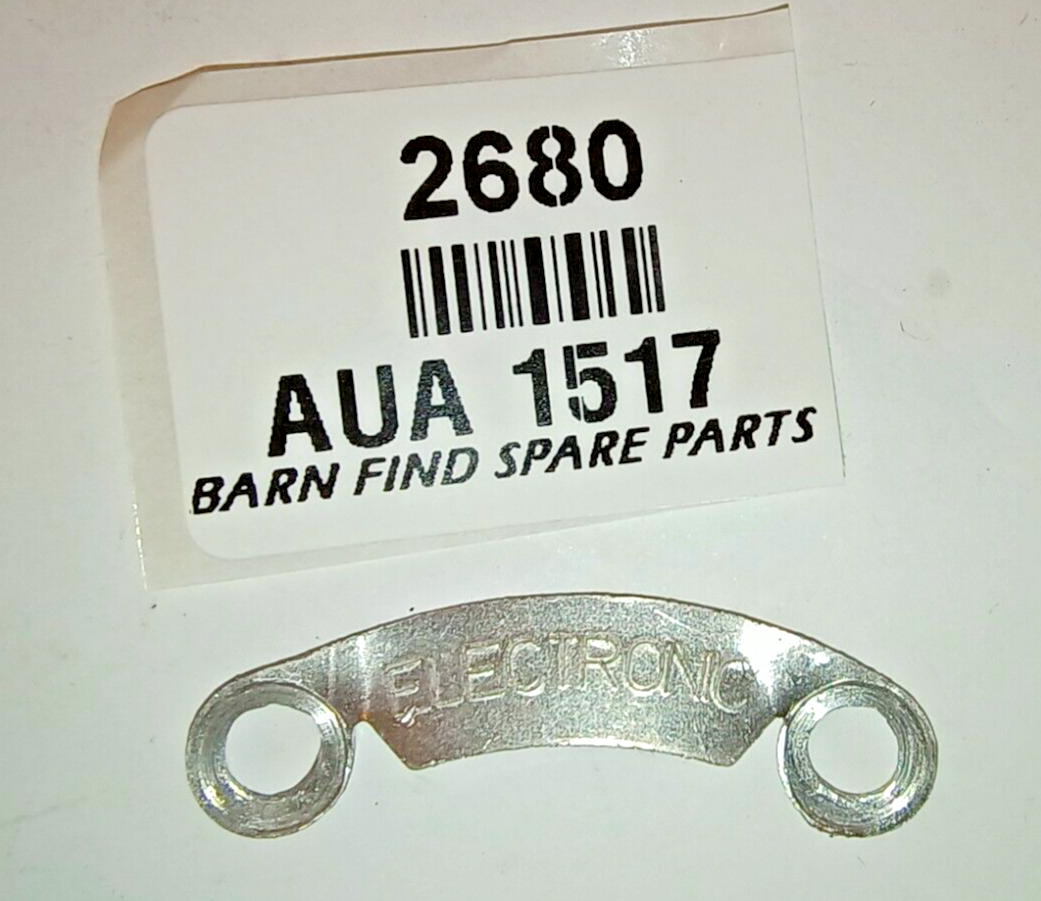 2680
AUA 1517
BARN FIND SPARE PARTS
ELECTRONIC